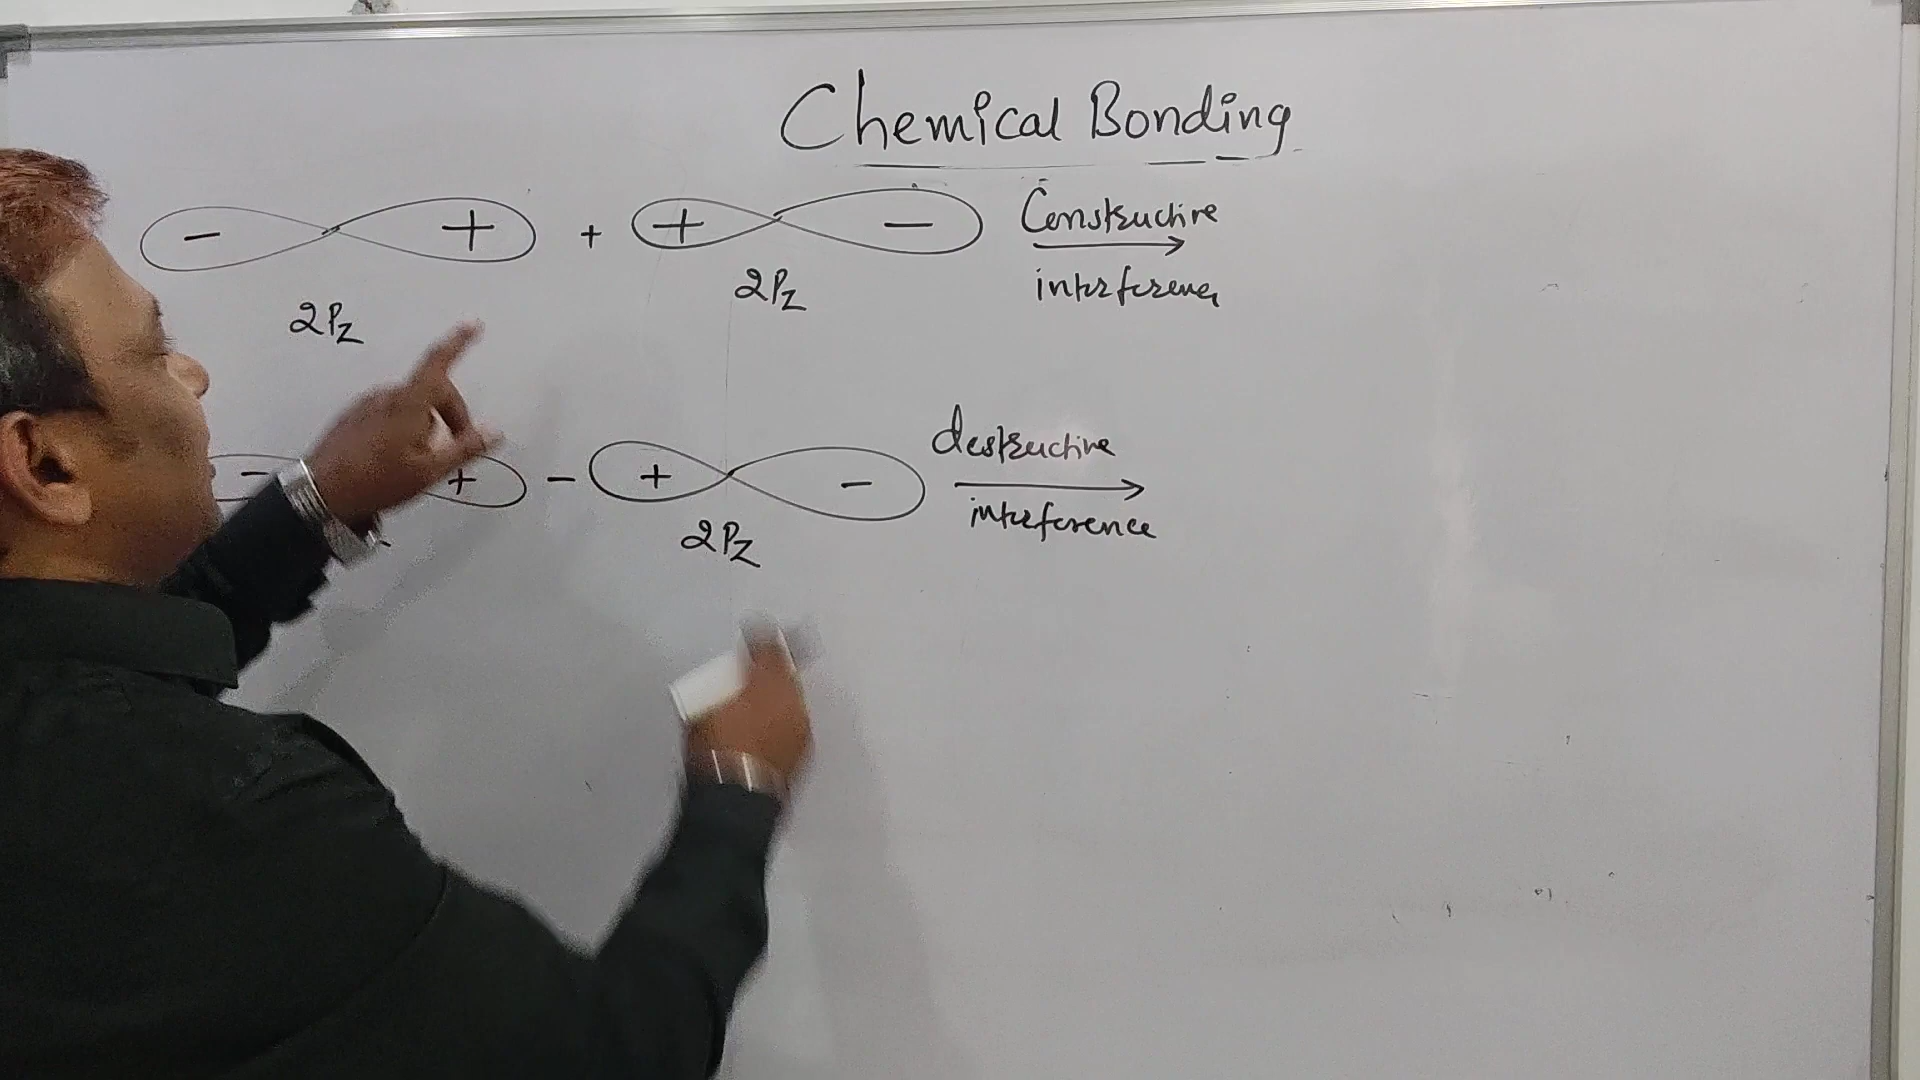 Chemical Bonding
- + + + - Constructive
interference
2Pz 2Pz
- + - + - destructive
interference
2Pz